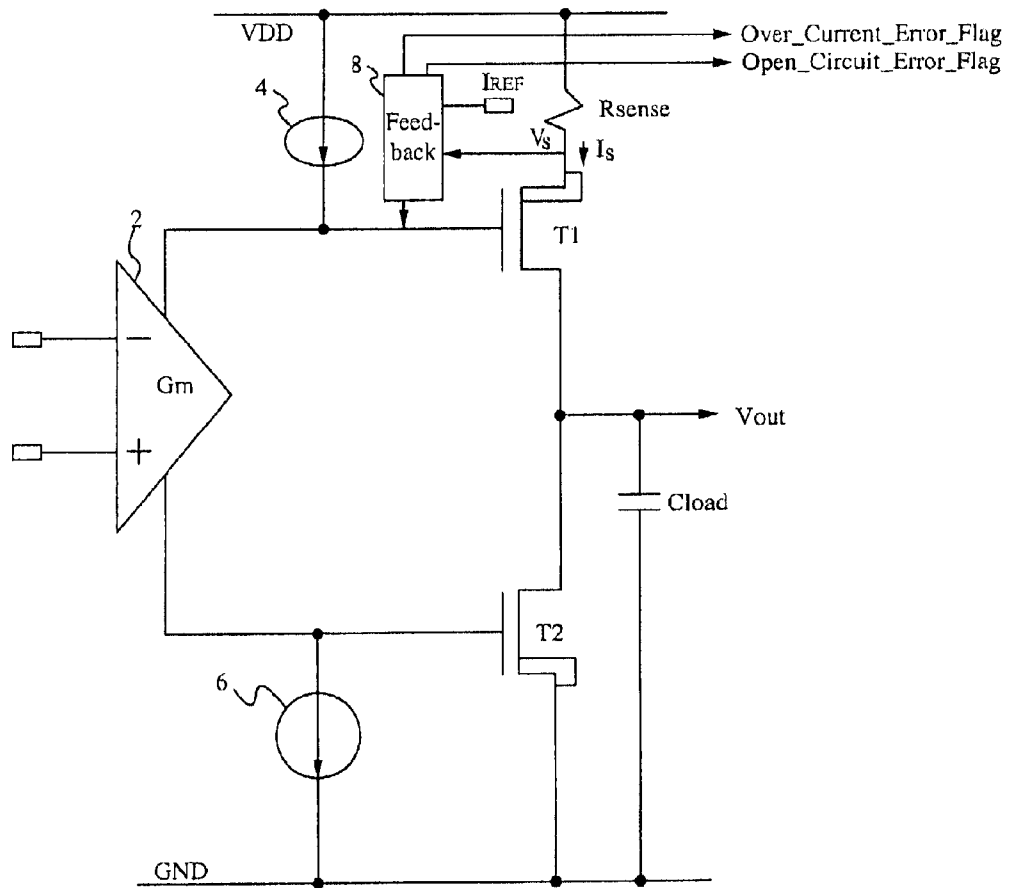 VDD
Over_Current_Error_Flag
Open_Circuit_Error_Flag
8
IREF
4
Feed-
back
Rsense
Vs
Is
2
T1
−
Gm
+
Vout
Cload
T2
6
GND